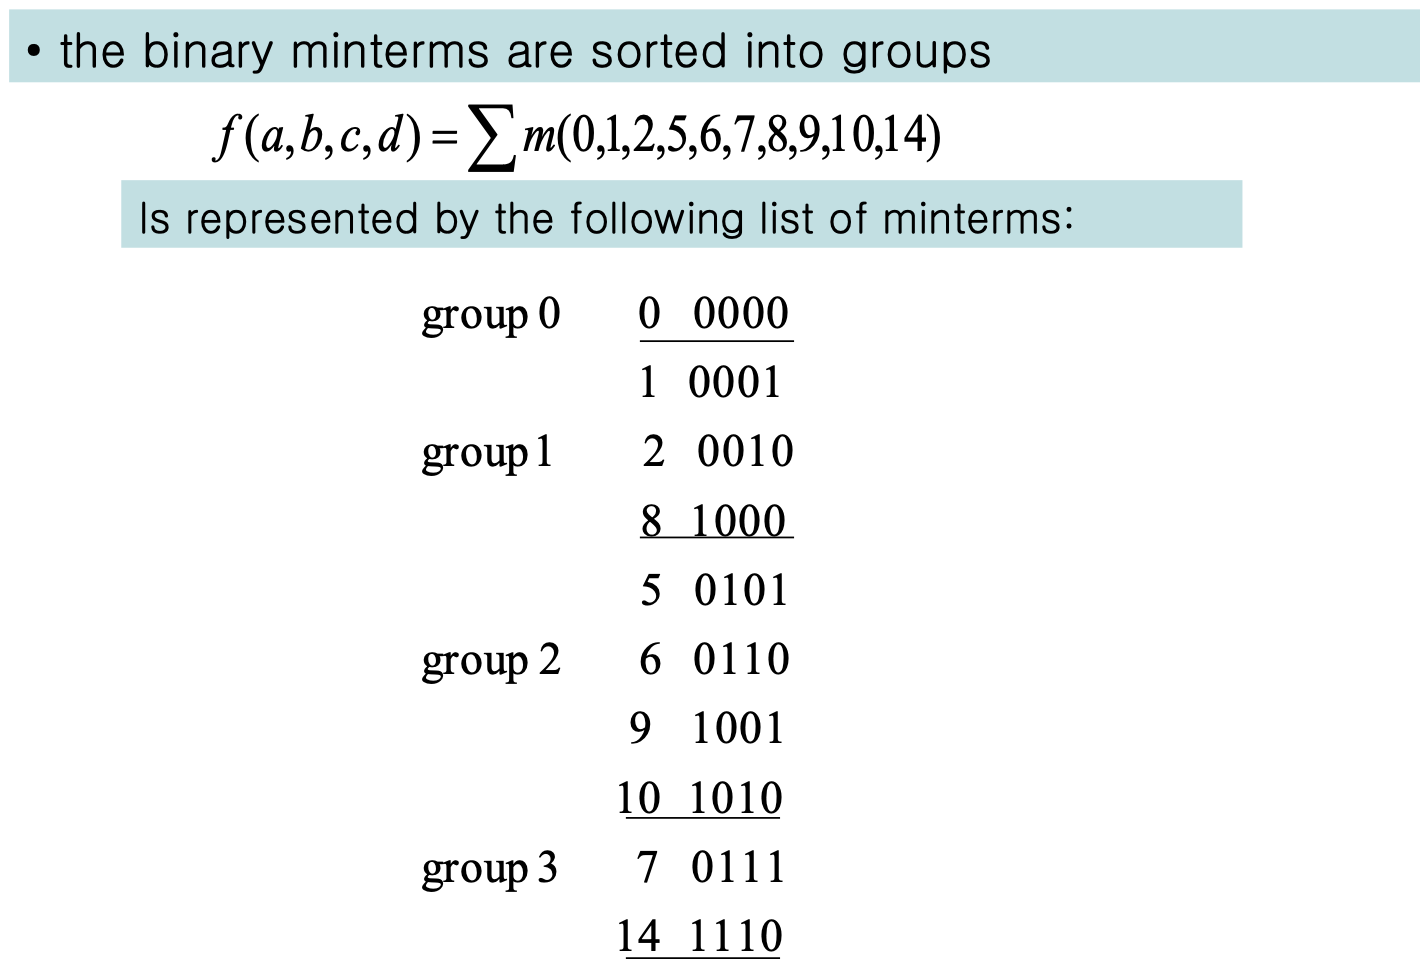 • the binary minterms are sorted into groups
f(a,b,c,d) = ∑ m(0,1,2,5,6,7,8,9,10,14)
Is represented by the following list of minterms:
group 0 0 0000
1 0001
group 1 2 0010
8 1000
5 0101
group 2 6 0110
9 1001
10 1010
group 3 7 0111
14 1110